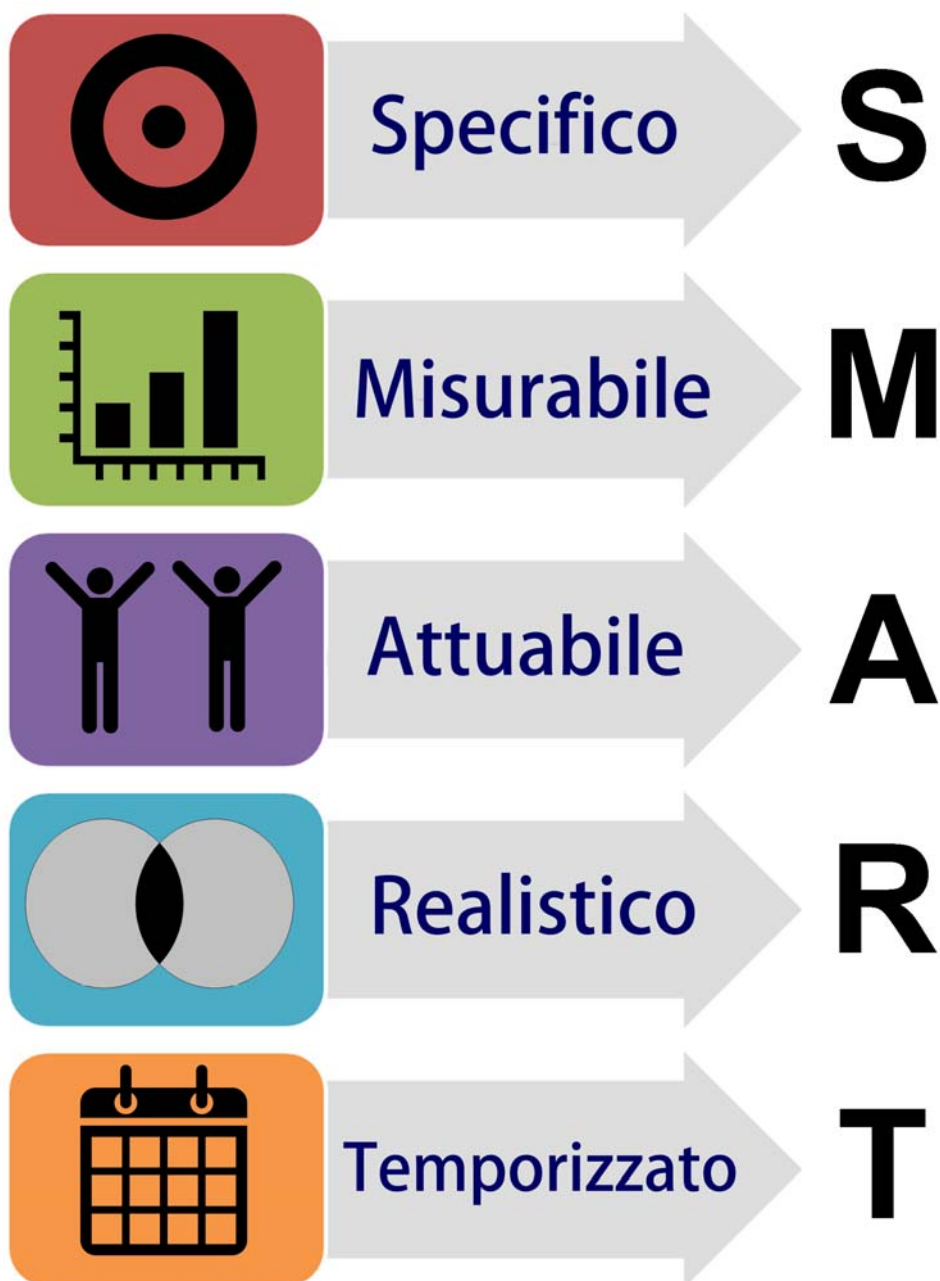 Specifico S
Misurabile M
Attuabile A
Realistico R
Temporizzato T